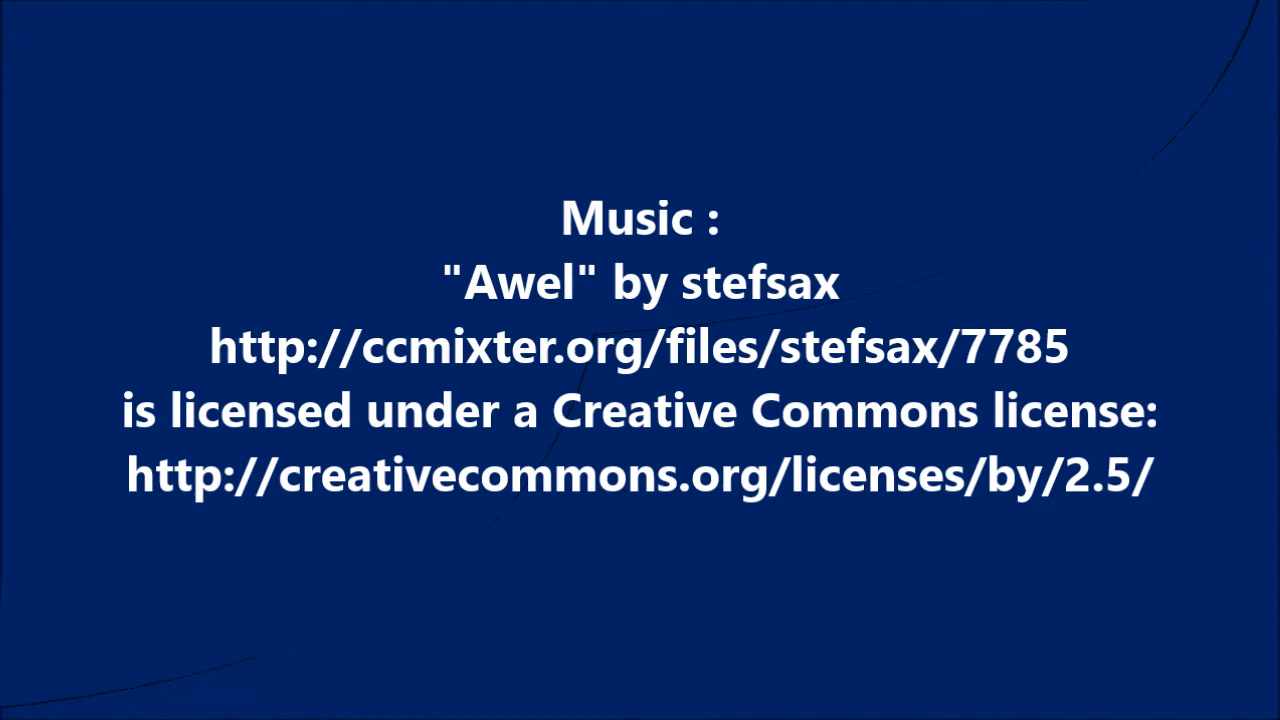 Music :
"Awel" by stefsax
http://ccmixter.org/files/stefsax/7785
is licensed under a Creative Commons license:
http://creativecommons.org/licenses/by/2.5/